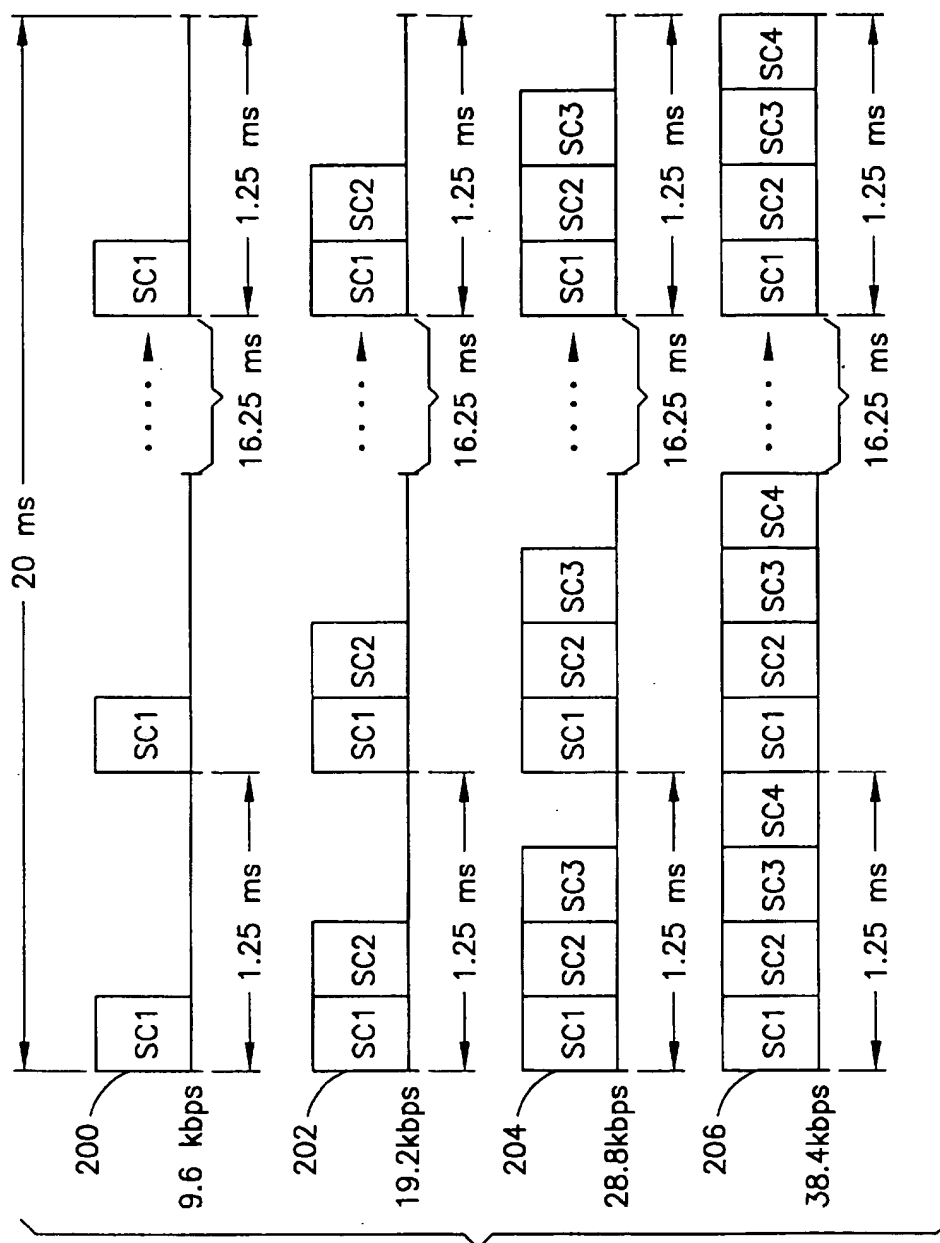 20 ms
200
SC1 SC1 .... SC1
9.6 kbps
1.25 ms 16.25 ms 1.25 ms
202
SC1 SC2 SC1 SC2 .... SC1 SC2
19.2kbps
1.25 ms 16.25 ms 1.25 ms
204
SC1 SC2 SC3 SC1 SC2 SC3 .... SC1 SC2 SC3
28.8kbps
1.25 ms 16.25 ms 1.25 ms
206
SC1 SC2 SC3 SC4 SC1 SC2 SC3 SC4 .... SC1 SC2 SC3 SC4
38.4kbps
1.25 ms 16.25 ms 1.25 ms